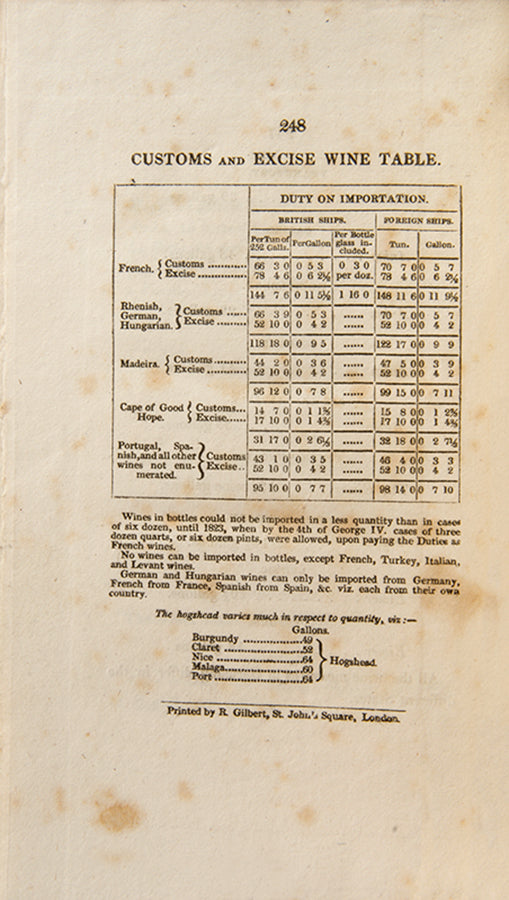 248
CUSTOMS AND EXCISE WINE TABLE.
DUTY ON IMPORTATION.
BRITISH SHIPS. FOREIGN SHIPS.
Per Tun of 252 Galls. Per Gallon Per Bottle glass included. Tun. Gallon.
French. { Customs ............ 66 3 0 0 5 3 0 3 0 70 7 0 0 5 7
{ Excise ............... 78 4 6 0 6 2½ per doz. 78 4 6 0 6 2½
144 7 6 0 11 5½ 1 16 0 148 11 6 0 11 9½
Rhenish, German, Hungarian. } Customs ...... 66 3 9 0 5 3 ...... 70 7 0 0 5 7
Excise ......... 52 10 0 0 4 2 ...... 52 10 0 0 4 2
118 18 0 0 9 5 ...... 122 17 0 0 9 9
Madeira. { Customs .......... 44 2 0 0 3 6 ...... 47 5 0 0 3 9
{ Excise ............ 52 10 0 0 4 2 ...... 52 10 0 0 4 2
96 12 0 0 7 8 ...... 99 15 0 0 7 11
Cape of Good Hope. { Customs... 14 7 0 0 1 1⅝ ...... 15 8 0 0 1 2⅝
{ Excise...... 17 10 0 0 1 4⅝ ...... 17 10 0 0 1 4⅝
31 17 0 0 2 6¼ ...... 32 18 0 0 2 7¼
Portugal, Spanish, and all other wines not enumerated. } Customs 43 1 0 0 3 5 ...... 46 4 0 0 3 3
Excise.. 52 10 0 0 4 2 ...... 52 10 0 0 4 2
95 10 0 0 7 7 ...... 98 14 0 0 7 10
Wines in bottles could not be imported in a less quantity than in cases
of six dozen, until 1823, when by the 4th of George IV. cases of three
dozen quarts, or six dozen pints, were allowed, upon paying the Duties as
French wines.
No wines can be imported in bottles, except French, Turkey, Italian,
and Levant wines.
German and Hungarian wines can only be imported from Germany,
French from France, Spanish from Spain, &c. viz. each from their own
country.
The hogshead varies much in respect to quantity, viz :—
Gallons.
Burgundy ..................49
Claret ........................52
Nice ...........................64 } Hogshead.
Malaga.......................60
Port ...........................64
Printed by R. Gilbert, St. John's Square, London.